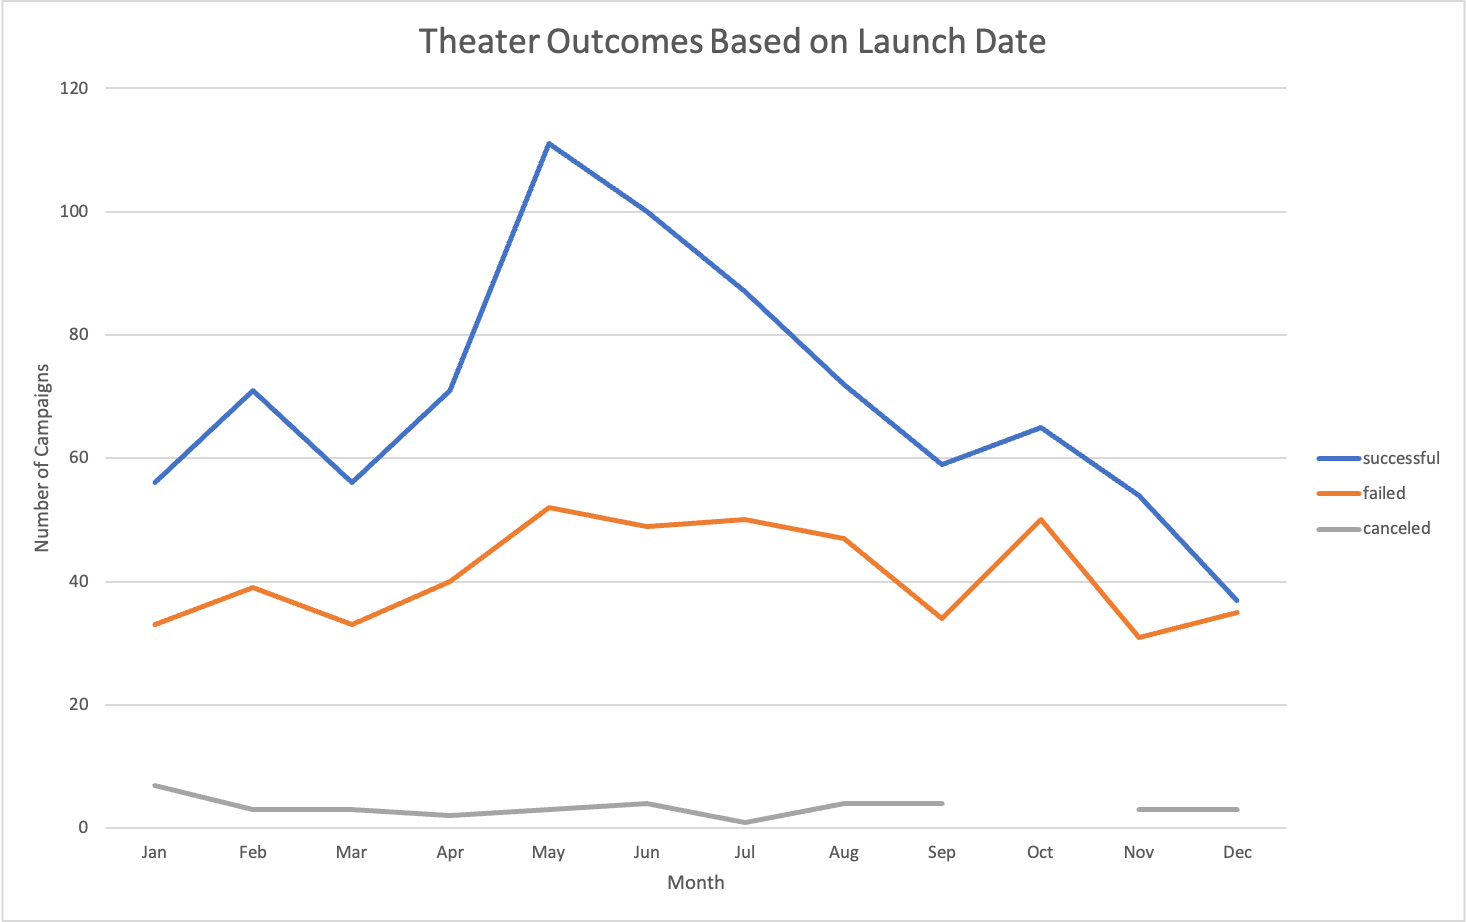 Theater Outcomes Based on Launch Date
120
100
80
60
40
20
0
Number of Campaigns
Jan Feb Mar Apr May Jun Jul Aug Sep Oct Nov Dec
Month
successful
failed
canceled